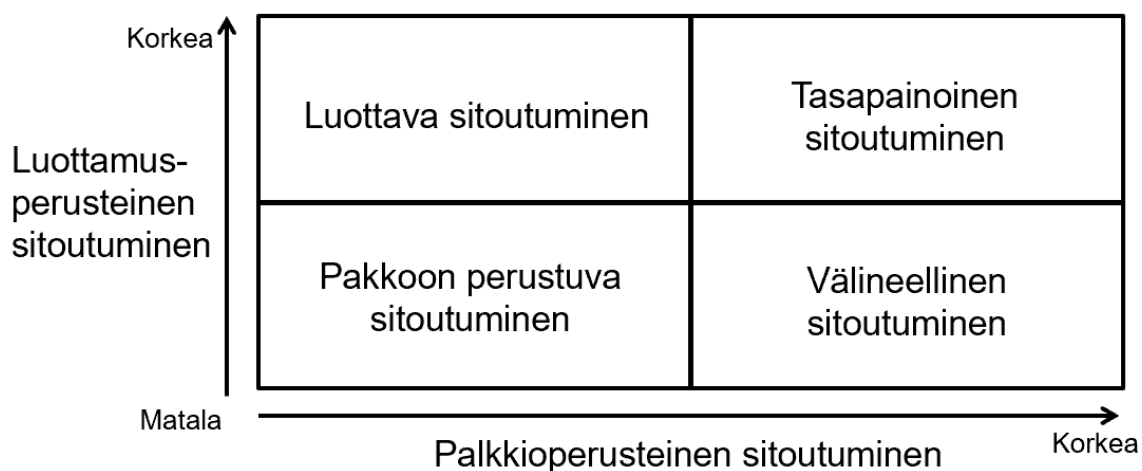 Korkea
Luottava sitoutuminen
Tasapainoinen
sitoutuminen
Luottamus-
perusteinen
sitoutuminen
Pakkoon perustuva
sitoutuminen
Välineellinen
sitoutuminen
Matala
Palkkioperusteinen sitoutuminen
Korkea